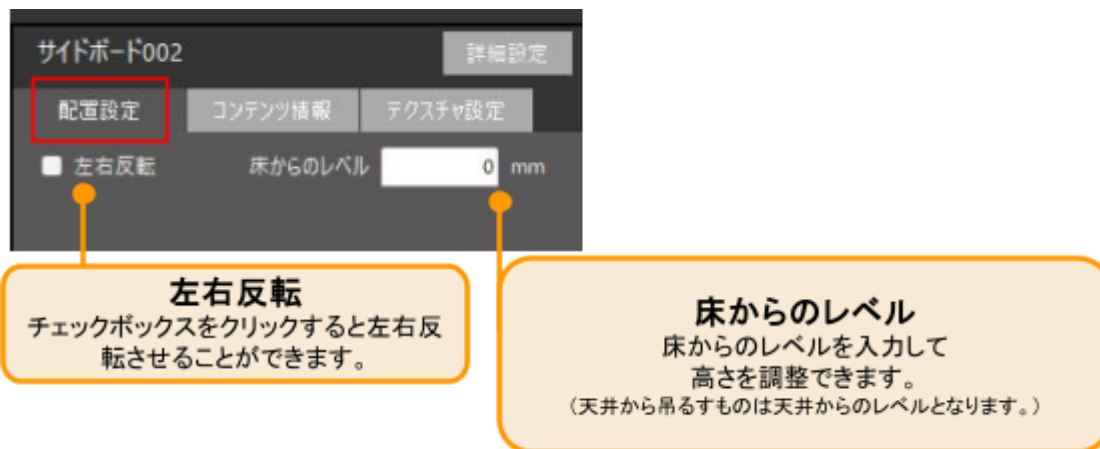 サイドボード002
詳細設定
配置設定 コンテンツ情報 テクスチャ設定
左右反転 床からのレベル 0 mm
左右反転
チェックボックスをクリックすると左右反
転させることができます。
床からのレベル
床からのレベルを入力して
高さを調整できます。
（天井から吊るすものは天井からのレベルとなります。）